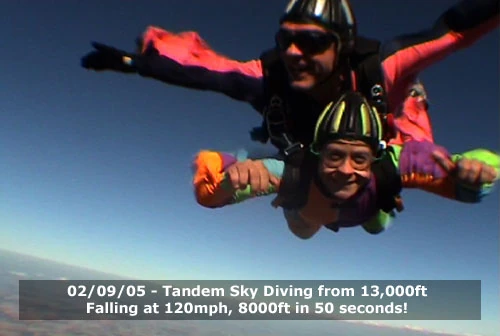 02/09/05 - Tandem Sky Diving from 13,000ft
Falling at 120mph, 8000ft in 50 seconds!